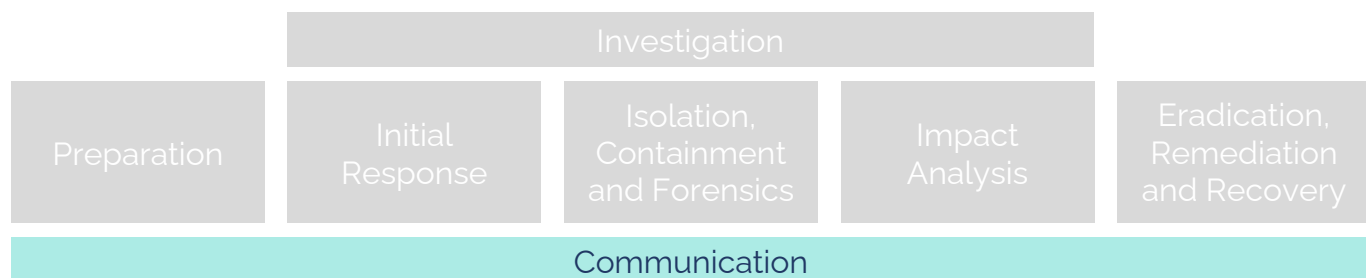 Investigation
Preparation
Initial
Response
Isolation,
Containment
and Forensics
Impact
Analysis
Eradication,
Remediation
and Recovery
Communication